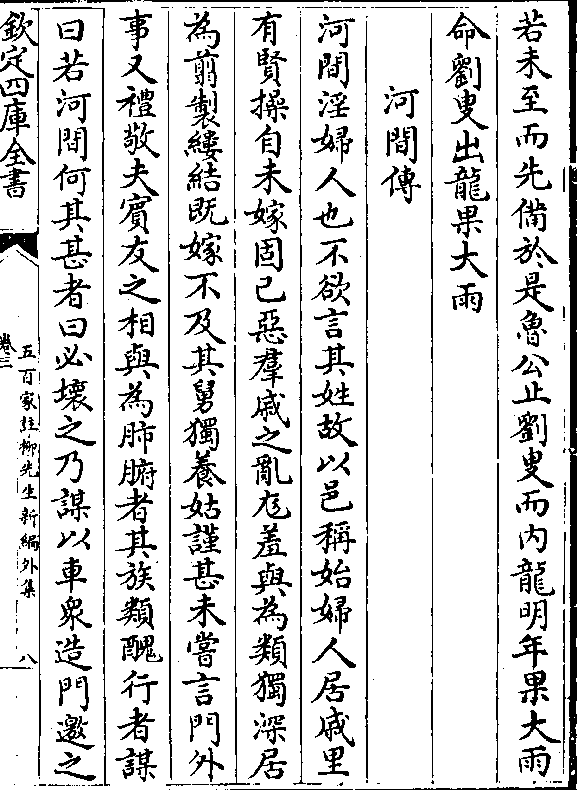 若未至而先備於是魯公止劉叟而內龍明年果大雨
命劉叟出龍果大雨
河間傳
河間淫婦人也不欲言其姓故以邑稱始婦人居戚里
有賢操自未嫁固已惡羣戚之亂尨羞與為類獨深居
為翦製縷結既嫁不及其舅獨養姑謹甚未嘗言門外
事又禮敬夫賓友之相與為肺腑者其族類醜行者謀
曰若河間何其甚者曰必壞之乃謀以車衆造門邀之
欽定四庫全書
卷三
五百家註柳先生新編外集
八